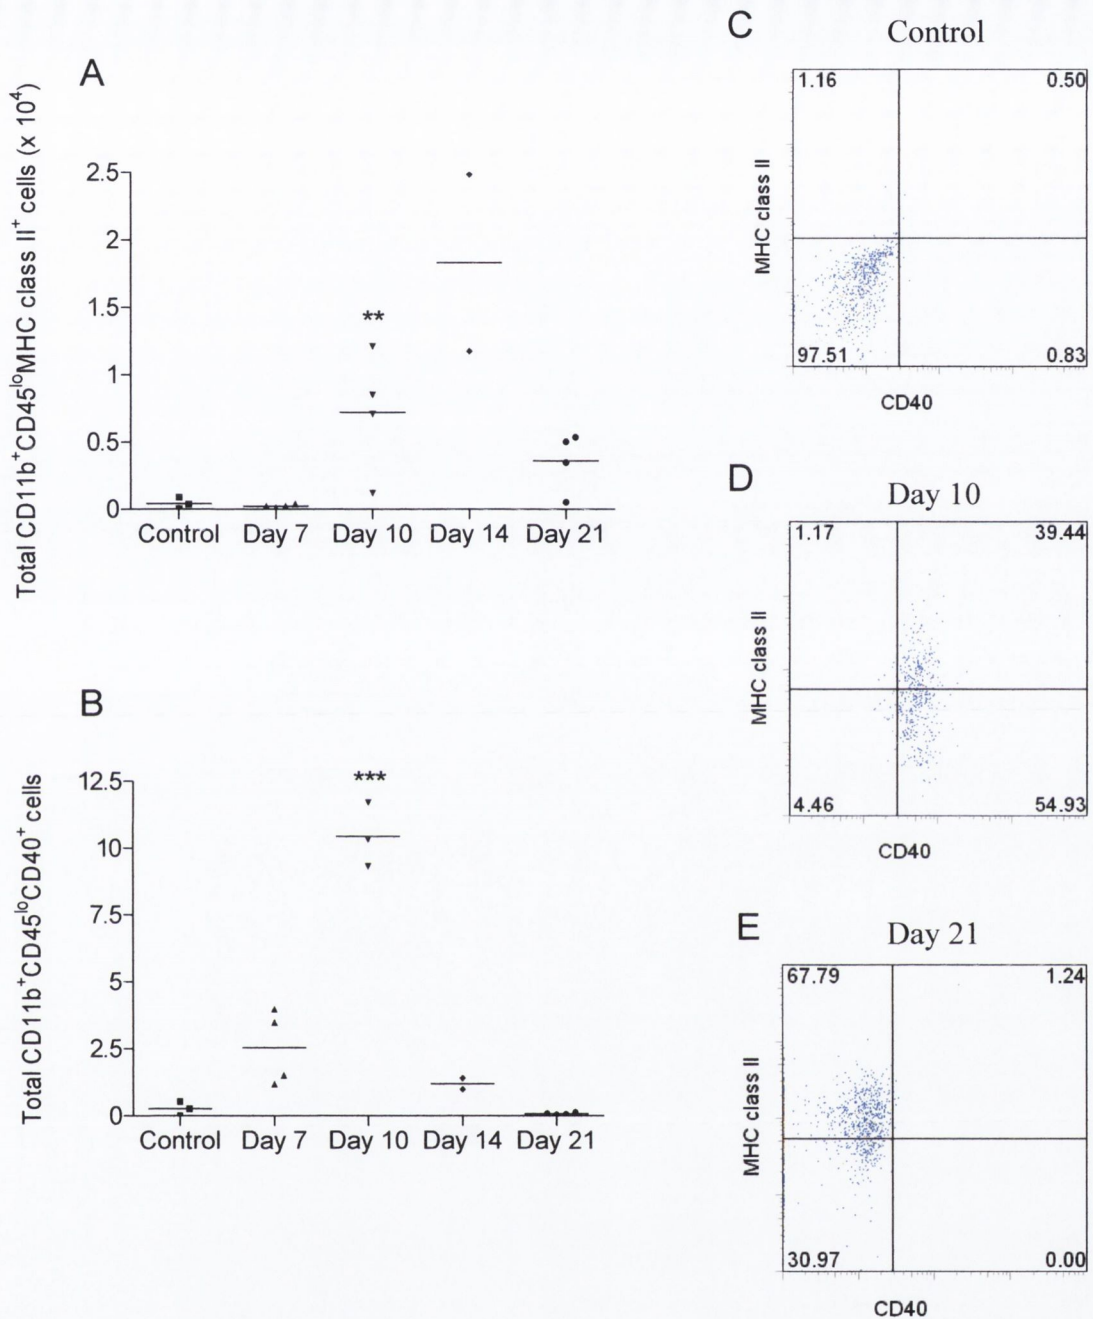 A
Total CD11b⁺CD45ˡᵒMHC class II⁺ cells (x 10⁴)
2.5
2
1.5
1
0.5
0
**
Control Day 7 Day 10 Day 14 Day 21
B
Total CD11b⁺CD45ˡᵒCD40⁺ cells
12.5
10
7.5
5
2.5
0
***
Control Day 7 Day 10 Day 14 Day 21
C
Control
1.16 0.50
MHC class II
97.51 0.83
CD40
D
Day 10
1.17 39.44
MHC class II
4.46 54.93
CD40
E
Day 21
67.79 1.24
MHC class II
30.97 0.00
CD40